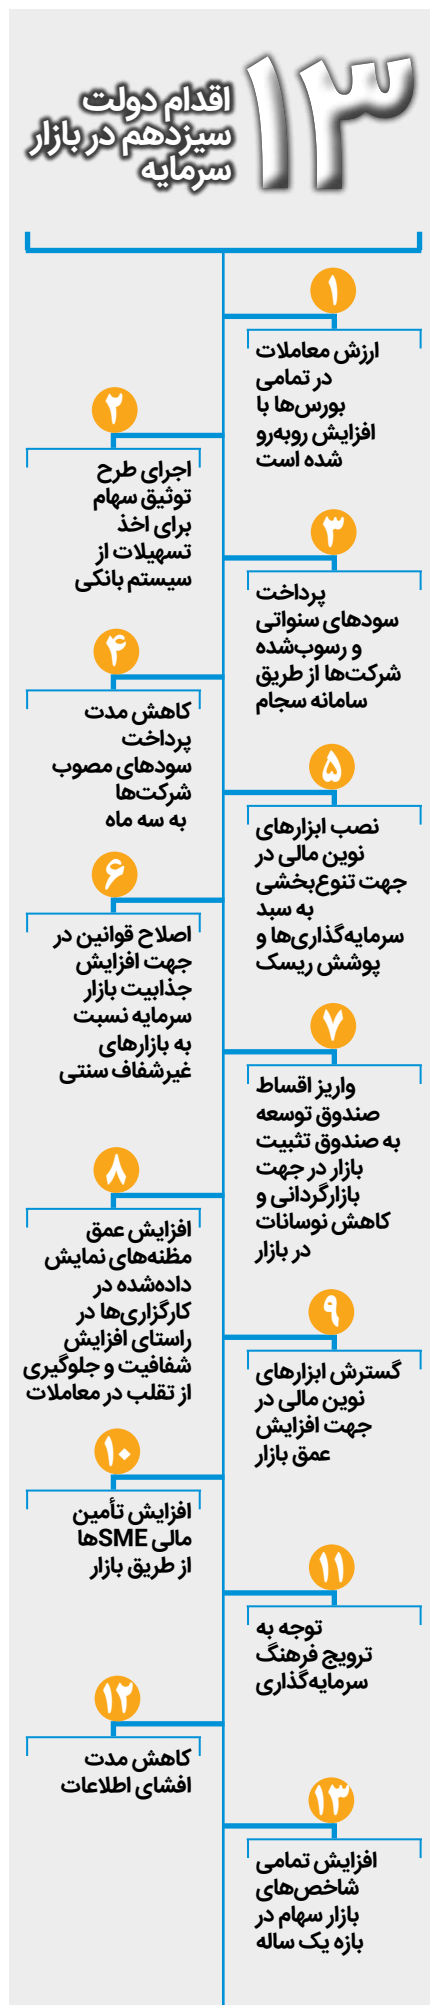 ۱۳
اقدام دولت
سیزدهم در بازار
سرمایه
۱
ارزش معاملات
در تمامی
بورس‌ها با
افزایش روبه‌رو
شده است
۲
اجرای طرح
توثیق سهام
برای اخذ
تسهیلات از
سیستم بانکی
۳
پرداخت
سودهای سنواتی
و رسوب‌شده
شرکت‌ها از طریق
سامانه سجام
۴
کاهش مدت
پرداخت
سودهای مصوب
شرکت‌ها
به سه ماه
۵
نصب ابزارهای
نوین مالی در
جهت تنوع‌بخشی
به سبد
سرمایه‌گذاری‌ها و
پوشش ریسک
۶
اصلاح قوانین در
جهت افزایش
جذابیت بازار
سرمایه نسبت
به بازارهای
غیرشفاف سنتی
۷
واریز اقساط
صندوق توسعه
به صندوق تثبیت
بازار در جهت
بازارگردانی و
کاهش نوسانات
در بازار
۸
افزایش عمق
مظنه‌های نمایش
داده‌شده در
کارگزاری‌ها در
راستای افزایش
شفافیت و جلوگیری
از تقلب در معاملات
۹
گسترش ابزارهای
نوین مالی در
جهت افزایش
عمق بازار
۱۰
افزایش تأمین
مالی SMEها
از طریق بازار
۱۱
توجه به
ترویج فرهنگ
سرمایه‌گذاری
۱۲
کاهش مدت
افشای اطلاعات
۱۳
افزایش تمامی
شاخص‌های
بازار سهام در
بازه یک ساله